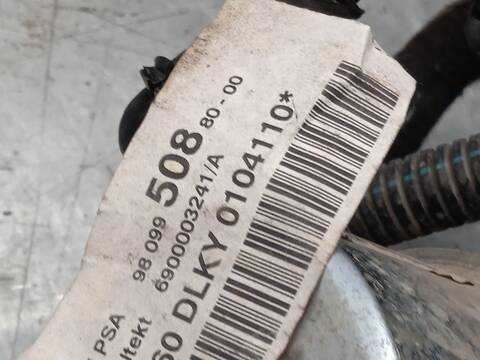 98 099 508 80-00
6900003241/A
PSA
ltekt
60 DLKY 0104110*